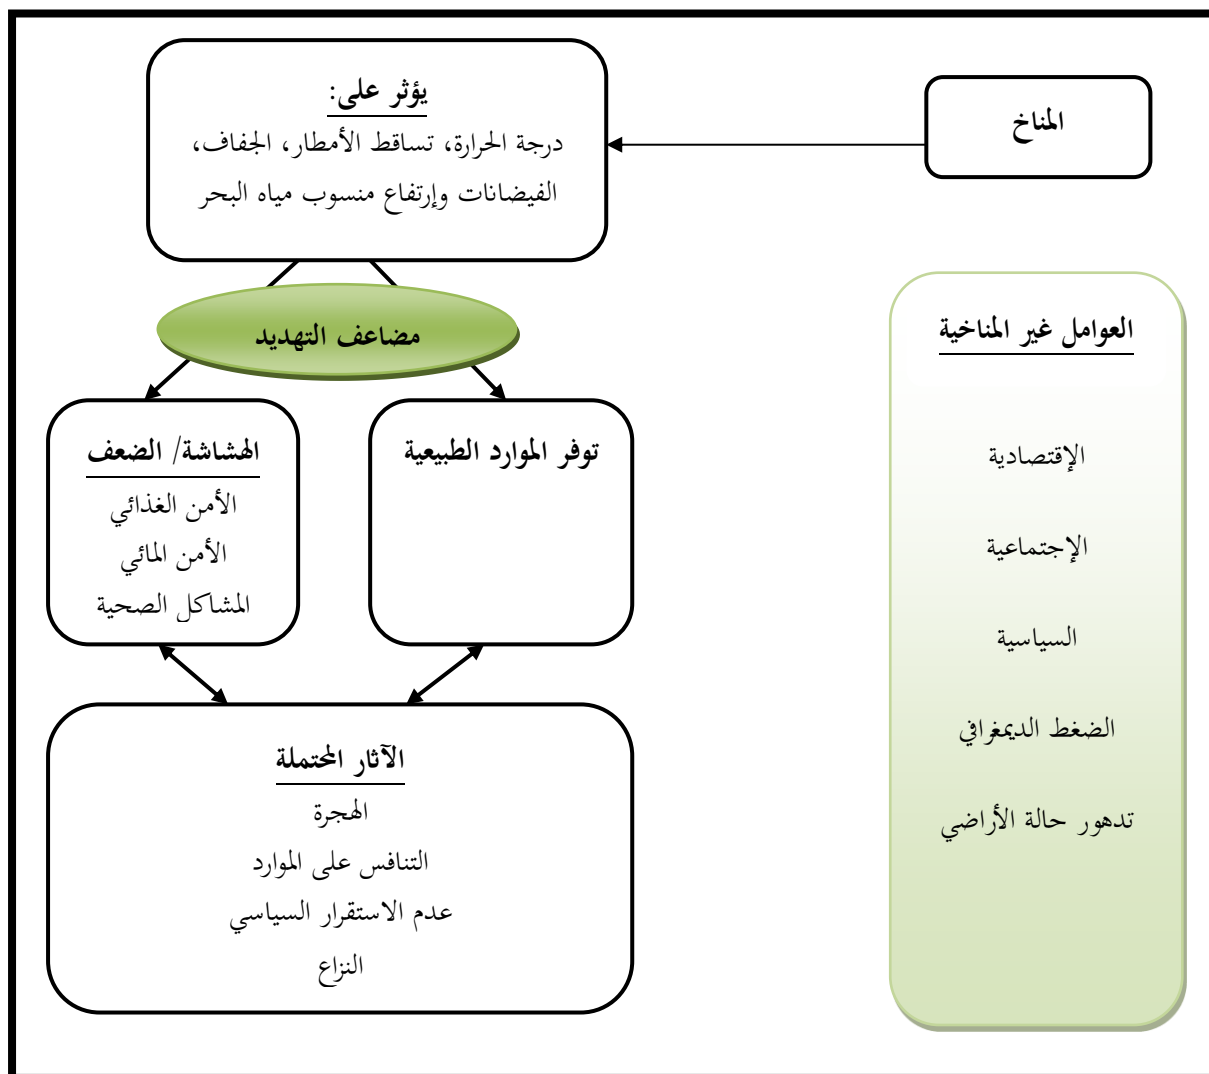 المناخ
يؤثر على:
درجة الحرارة، تساقط الأمطار، الجفاف،
الفيضانات وإرتفاع منسوب مياه البحر
مضاعف التهديد
توفر الموارد الطبيعية
الهشاشة/ الضعف
الأمن الغذائي
الأمن المائي
المشاكل الصحية
الآثار المحتملة
الهجرة
التنافس على الموارد
عدم الاستقرار السياسي
النزاع
العوامل غير المناخية
الإقتصادية
الإجتماعية
السياسية
الضغط الديمغرافي
تدهور حالة الأراضي